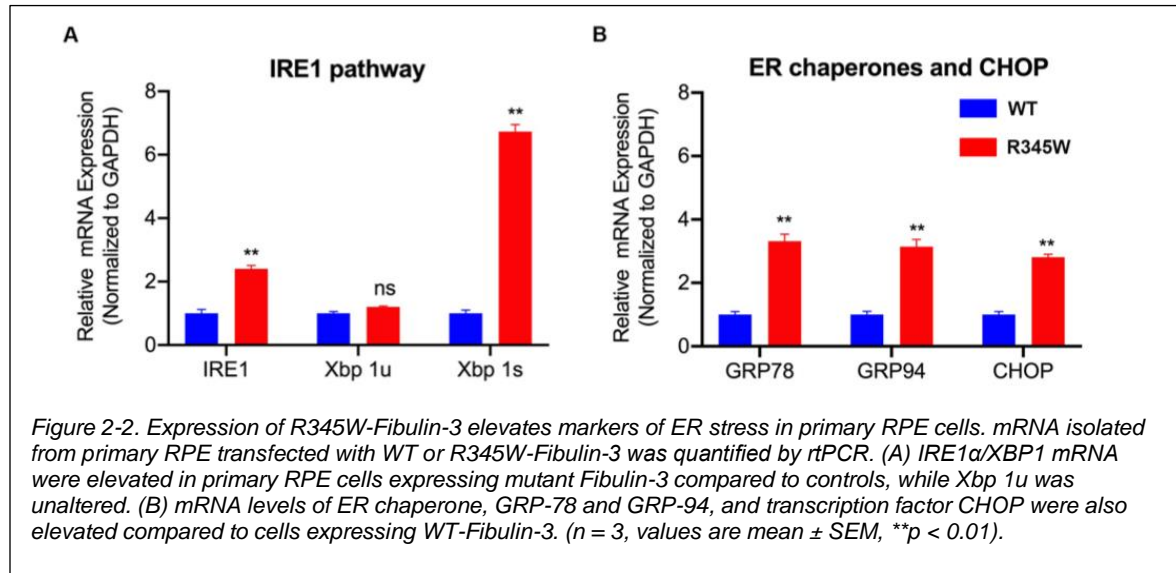 A
IRE1 pathway
Relative mRNA Expression
(Normalized to GAPDH)
8
6
4
2
0
**
ns
**
IRE1
Xbp 1u
Xbp 1s
B
ER chaperones and CHOP
Relative mRNA Expression
(Normalized to GAPDH)
8
6
4
2
0
WT
R345W
**
**
**
GRP78
GRP94
CHOP
Figure 2-2. Expression of R345W-Fibulin-3 elevates markers of ER stress in primary RPE cells. mRNA isolated
from primary RPE transfected with WT or R345W-Fibulin-3 was quantified by rtPCR. (A) IRE1α/XBP1 mRNA
were elevated in primary RPE cells expressing mutant Fibulin-3 compared to controls, while Xbp 1u was
unaltered. (B) mRNA levels of ER chaperone, GRP-78 and GRP-94, and transcription factor CHOP were also
elevated compared to cells expressing WT-Fibulin-3. (n = 3, values are mean ± SEM, **p < 0.01).